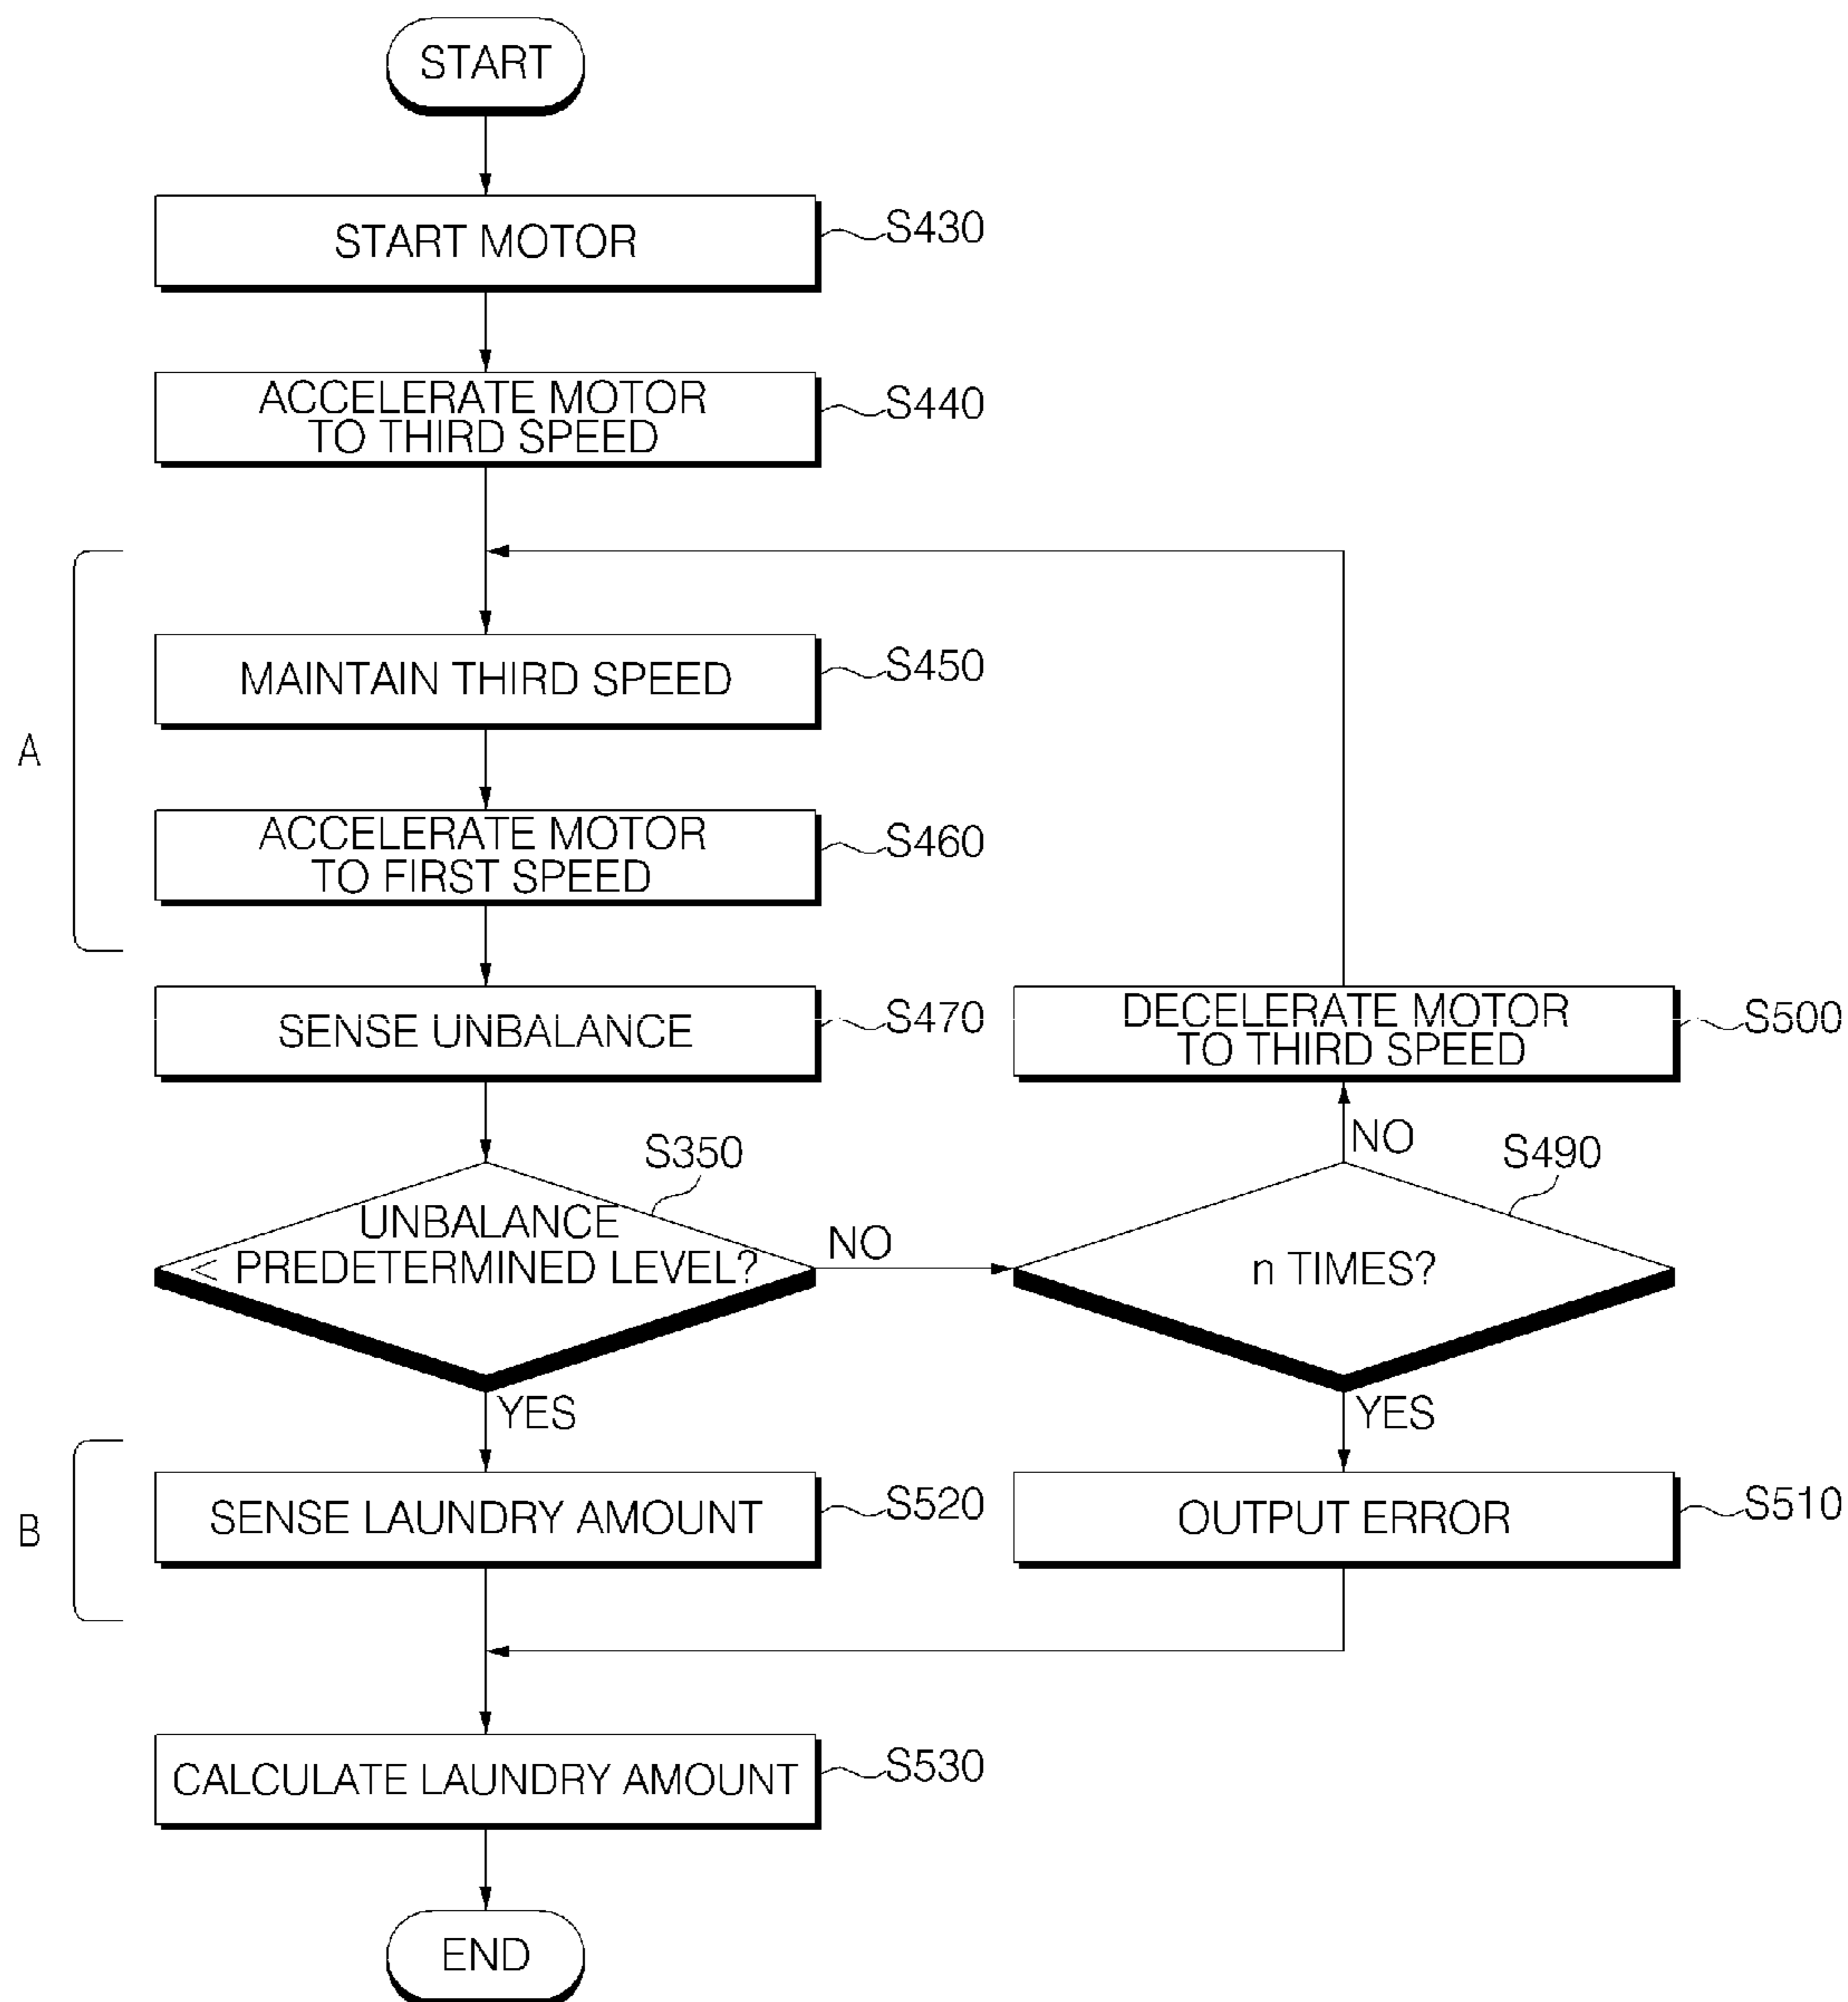 START
START MOTOR
S430
ACCELERATE MOTOR
TO THIRD SPEED
S440
A
MAINTAIN THIRD SPEED
S450
ACCELERATE MOTOR
TO FIRST SPEED
S460
SENSE UNBALANCE
S470
DECELERATE MOTOR
TO THIRD SPEED
S500
S350
UNBALANCE
< PREDETERMINED LEVEL?
NO
NO
S490
n TIMES?
YES
YES
B
SENSE LAUNDRY AMOUNT
S520
OUTPUT ERROR
S510
CALCULATE LAUNDRY AMOUNT
S530
END